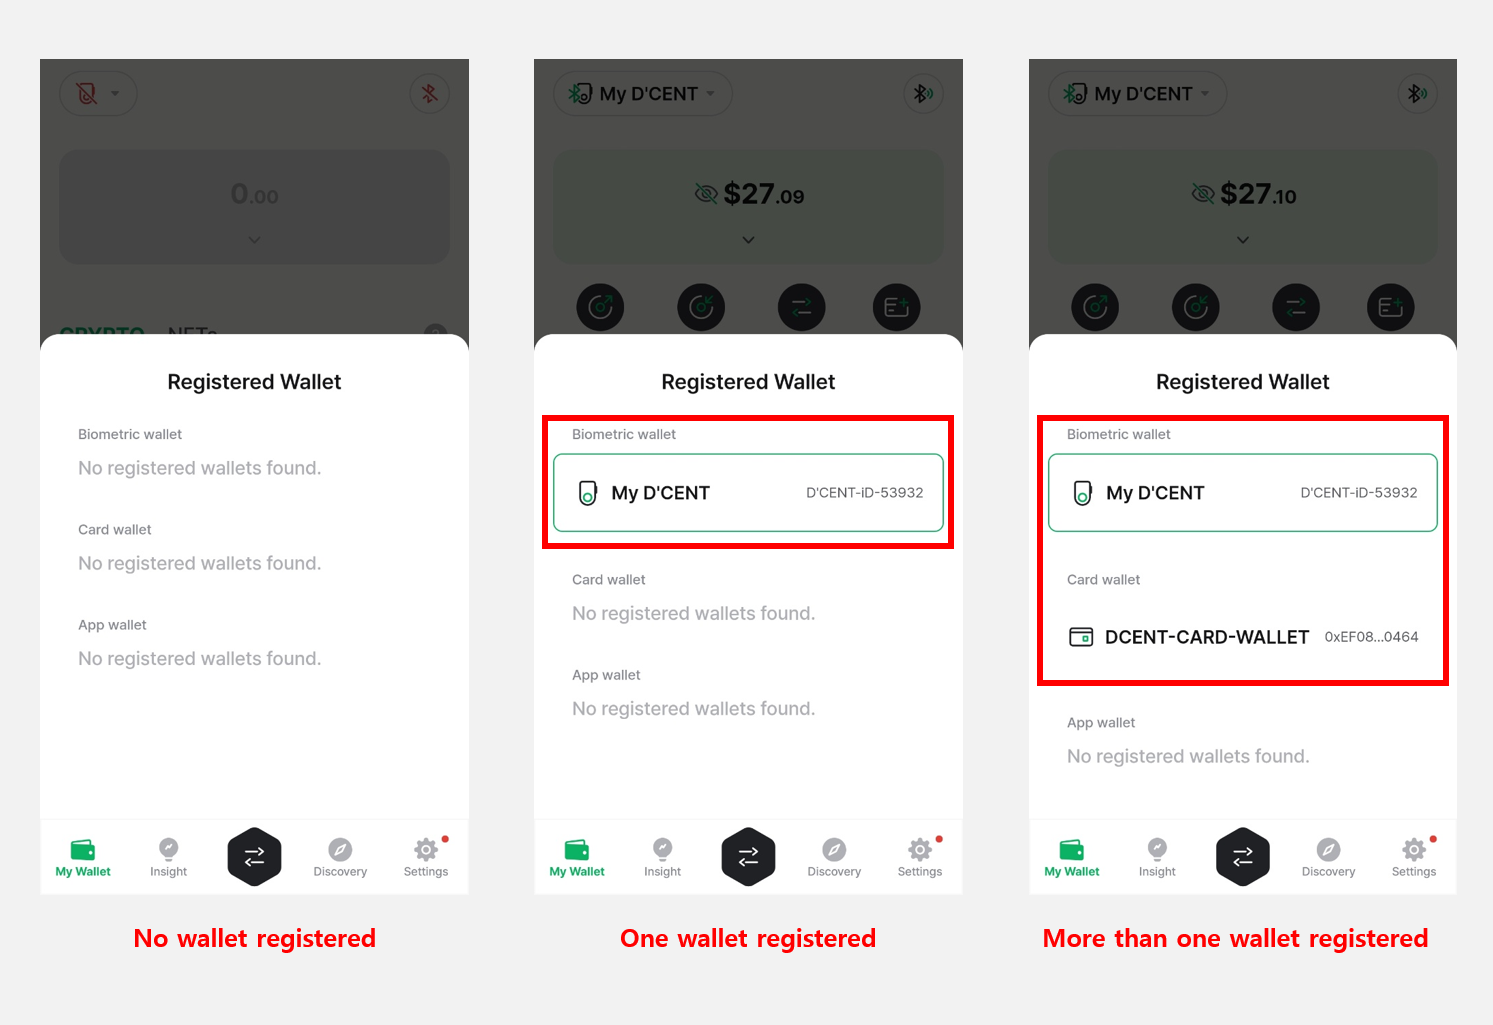 0.00
CRYPTO NFTs
Registered Wallet
Biometric wallet
No registered wallets found.
Card wallet
No registered wallets found.
App wallet
No registered wallets found.
My Wallet
Insight
Discovery
Settings
No wallet registered
My D'CENT
$27.09
Registered Wallet
Biometric wallet
My D'CENT D'CENT-iD-53932
Card wallet
No registered wallets found.
App wallet
No registered wallets found.
My Wallet
Insight
Discovery
Settings
One wallet registered
My D'CENT
$27.10
Registered Wallet
Biometric wallet
My D'CENT D'CENT-iD-53932
Card wallet
DCENT-CARD-WALLET 0xEF08...0464
App wallet
No registered wallets found.
My Wallet
Insight
Discovery
Settings
More than one wallet registered